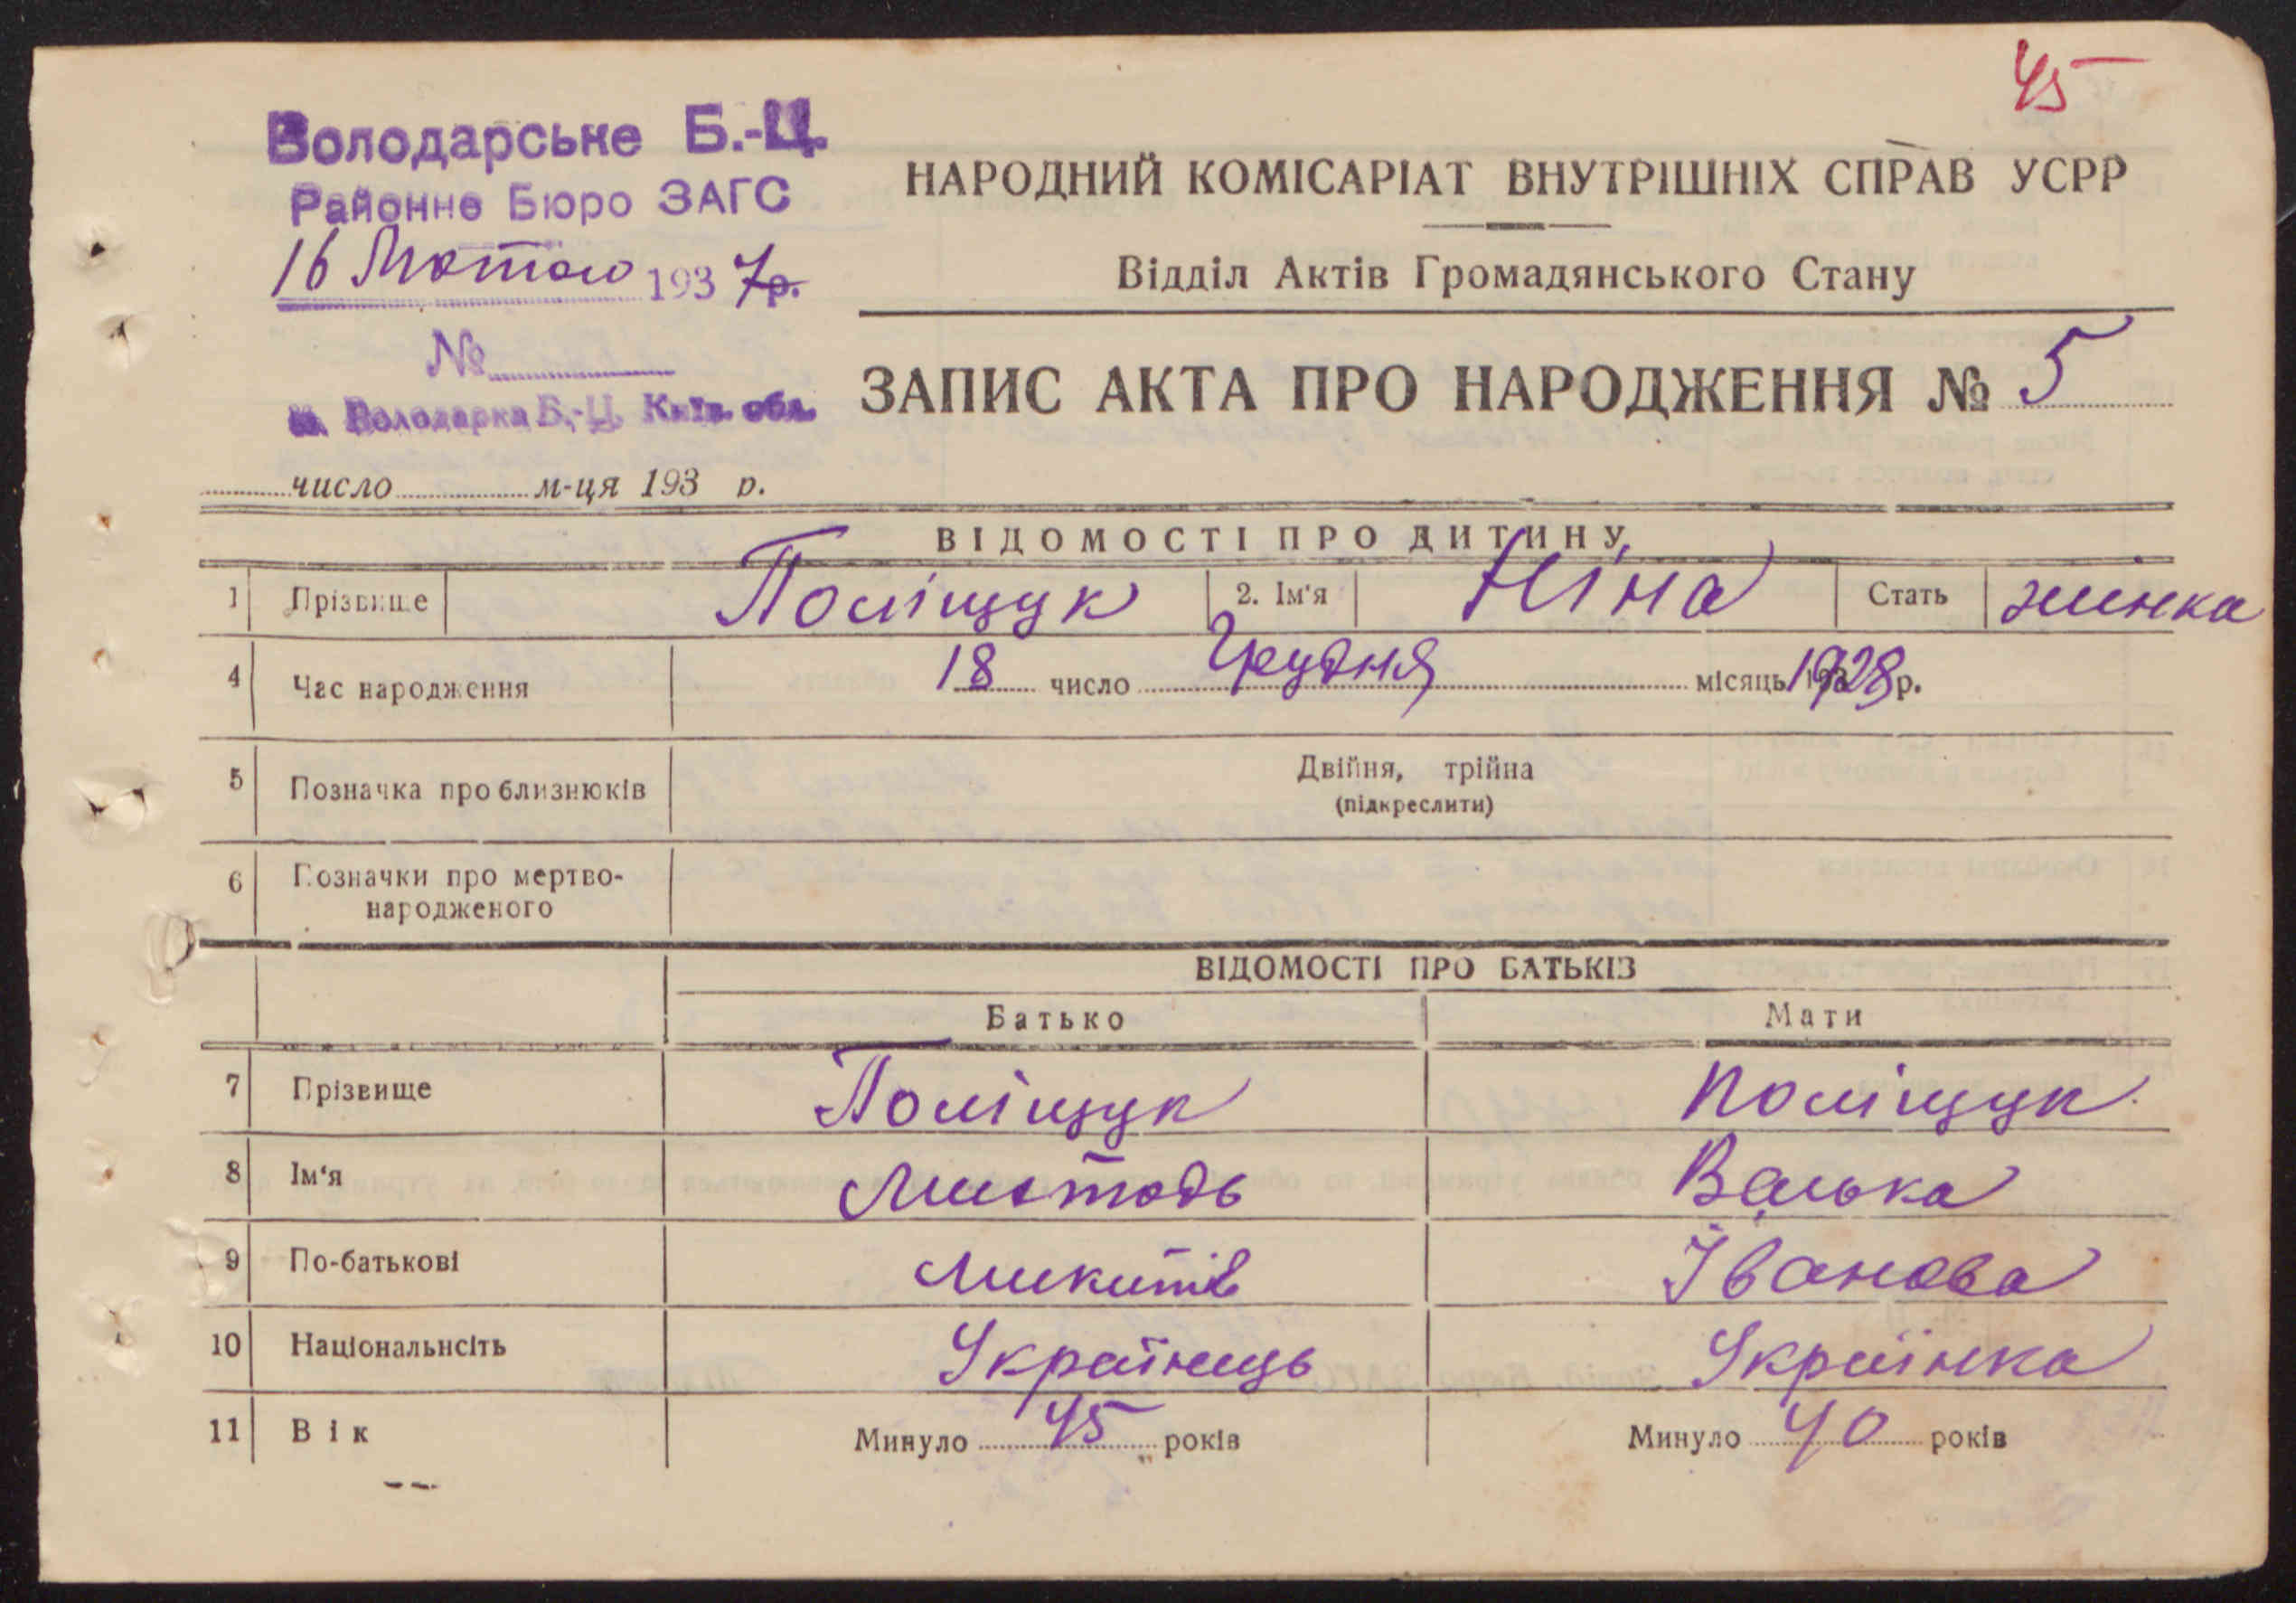 45
Володарське Б.-Ц.
Районне Бюро ЗАГС
16 Лютого 1937р.
№
м. Володарка Б.-Ц. Київ. обл.
НАРОДНИЙ КОМІСАРІАТ ВНУТРІШНІХ СПРАВ УСРР
Відділ Актів Громадянського Стану
ЗАПИС АКТА ПРО НАРОДЖЕННЯ № 5
число м-ця 193 р.
ВІДОМОСТІ ПРО ДИТИНУ
1 Прізвище Поліщук 2. Ім'я Ніна Стать жінка
4 Час народження 18 число Грудня місяць 1928 р.
5 Позначка про близнюків Двійня, трійна
(підкреслити)
6 Позначки про мертво-
народженого
ВІДОМОСТІ ПРО БАТЬКІВ
Батько Мати
7 Прізвище Поліщук Поліщук
8 Ім'я
9 По-батькові Микитів Іванова
10 Національнсіть Українець Українка
11 Вік Минуло 45 років Минуло 40 років